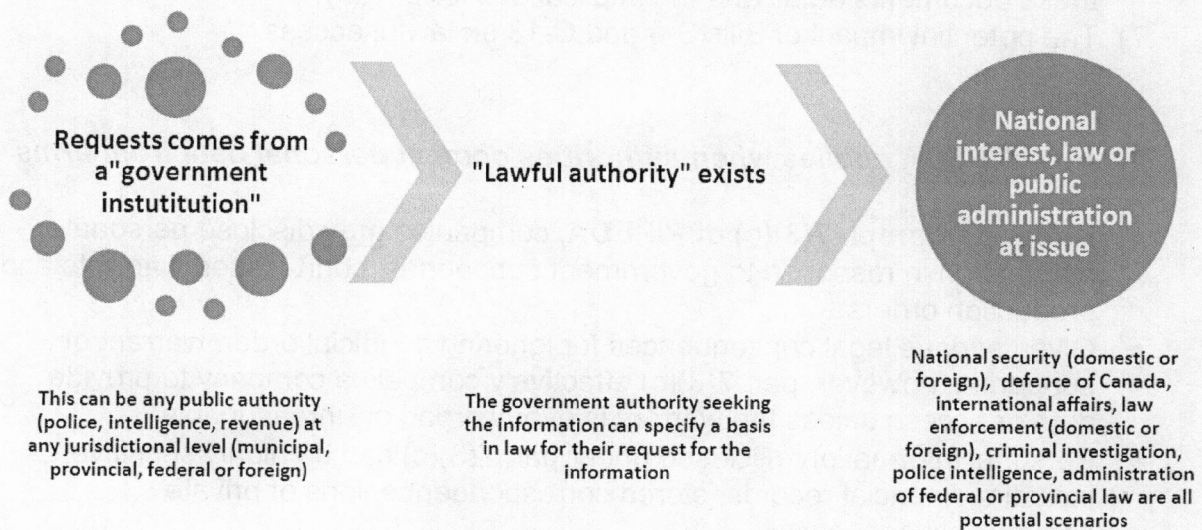 Requests comes from
a"government
instutitution"
"Lawful authority" exists
National
interest, law or
public
administration
at issue
This can be any public authority
(police, intelligence, revenue) at
any jurisdictional level (municipal,
provincial, federal or foreign)
The government authority seeking
the information can specify a basis
in law for their request for the
information
National security (domestic or
foreign), defence of Canada,
international affairs, law
enforcement (domestic or
foreign), criminal investigation,
police intelligence, administration
of federal or provincial law are all
potential scenarios